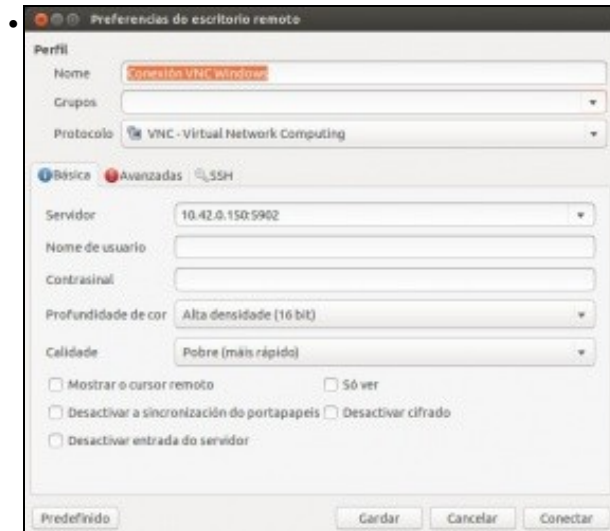 Preferencias do escritorio remoto
Perfil
Nome Conexión VNC Windows
Grupos
Protocolo VNC - Virtual Network Computing
Básica Avanzadas SSH
Servidor 10.42.0.150:5902
Nome de usuario
Contrasinal
Profundidade de cor Alta densidade (16 bit)
Calidade Pobre (máis rápido)
Mostrar o cursor remoto Só ver
Desactivar a sincronización do portapapeis Desactivar cifrado
Desactivar entrada do servidor
Predefinido Gardar Cancelar Conectar